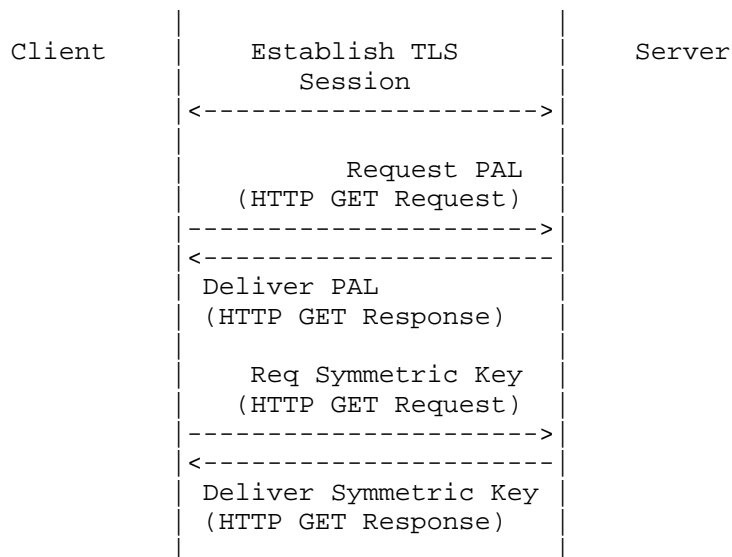 Client Establish TLS Server
Session
Request PAL
(HTTP GET Request)
Deliver PAL
(HTTP GET Response)
Req Symmetric Key
(HTTP GET Request)
Deliver Symmetric Key
(HTTP GET Response)